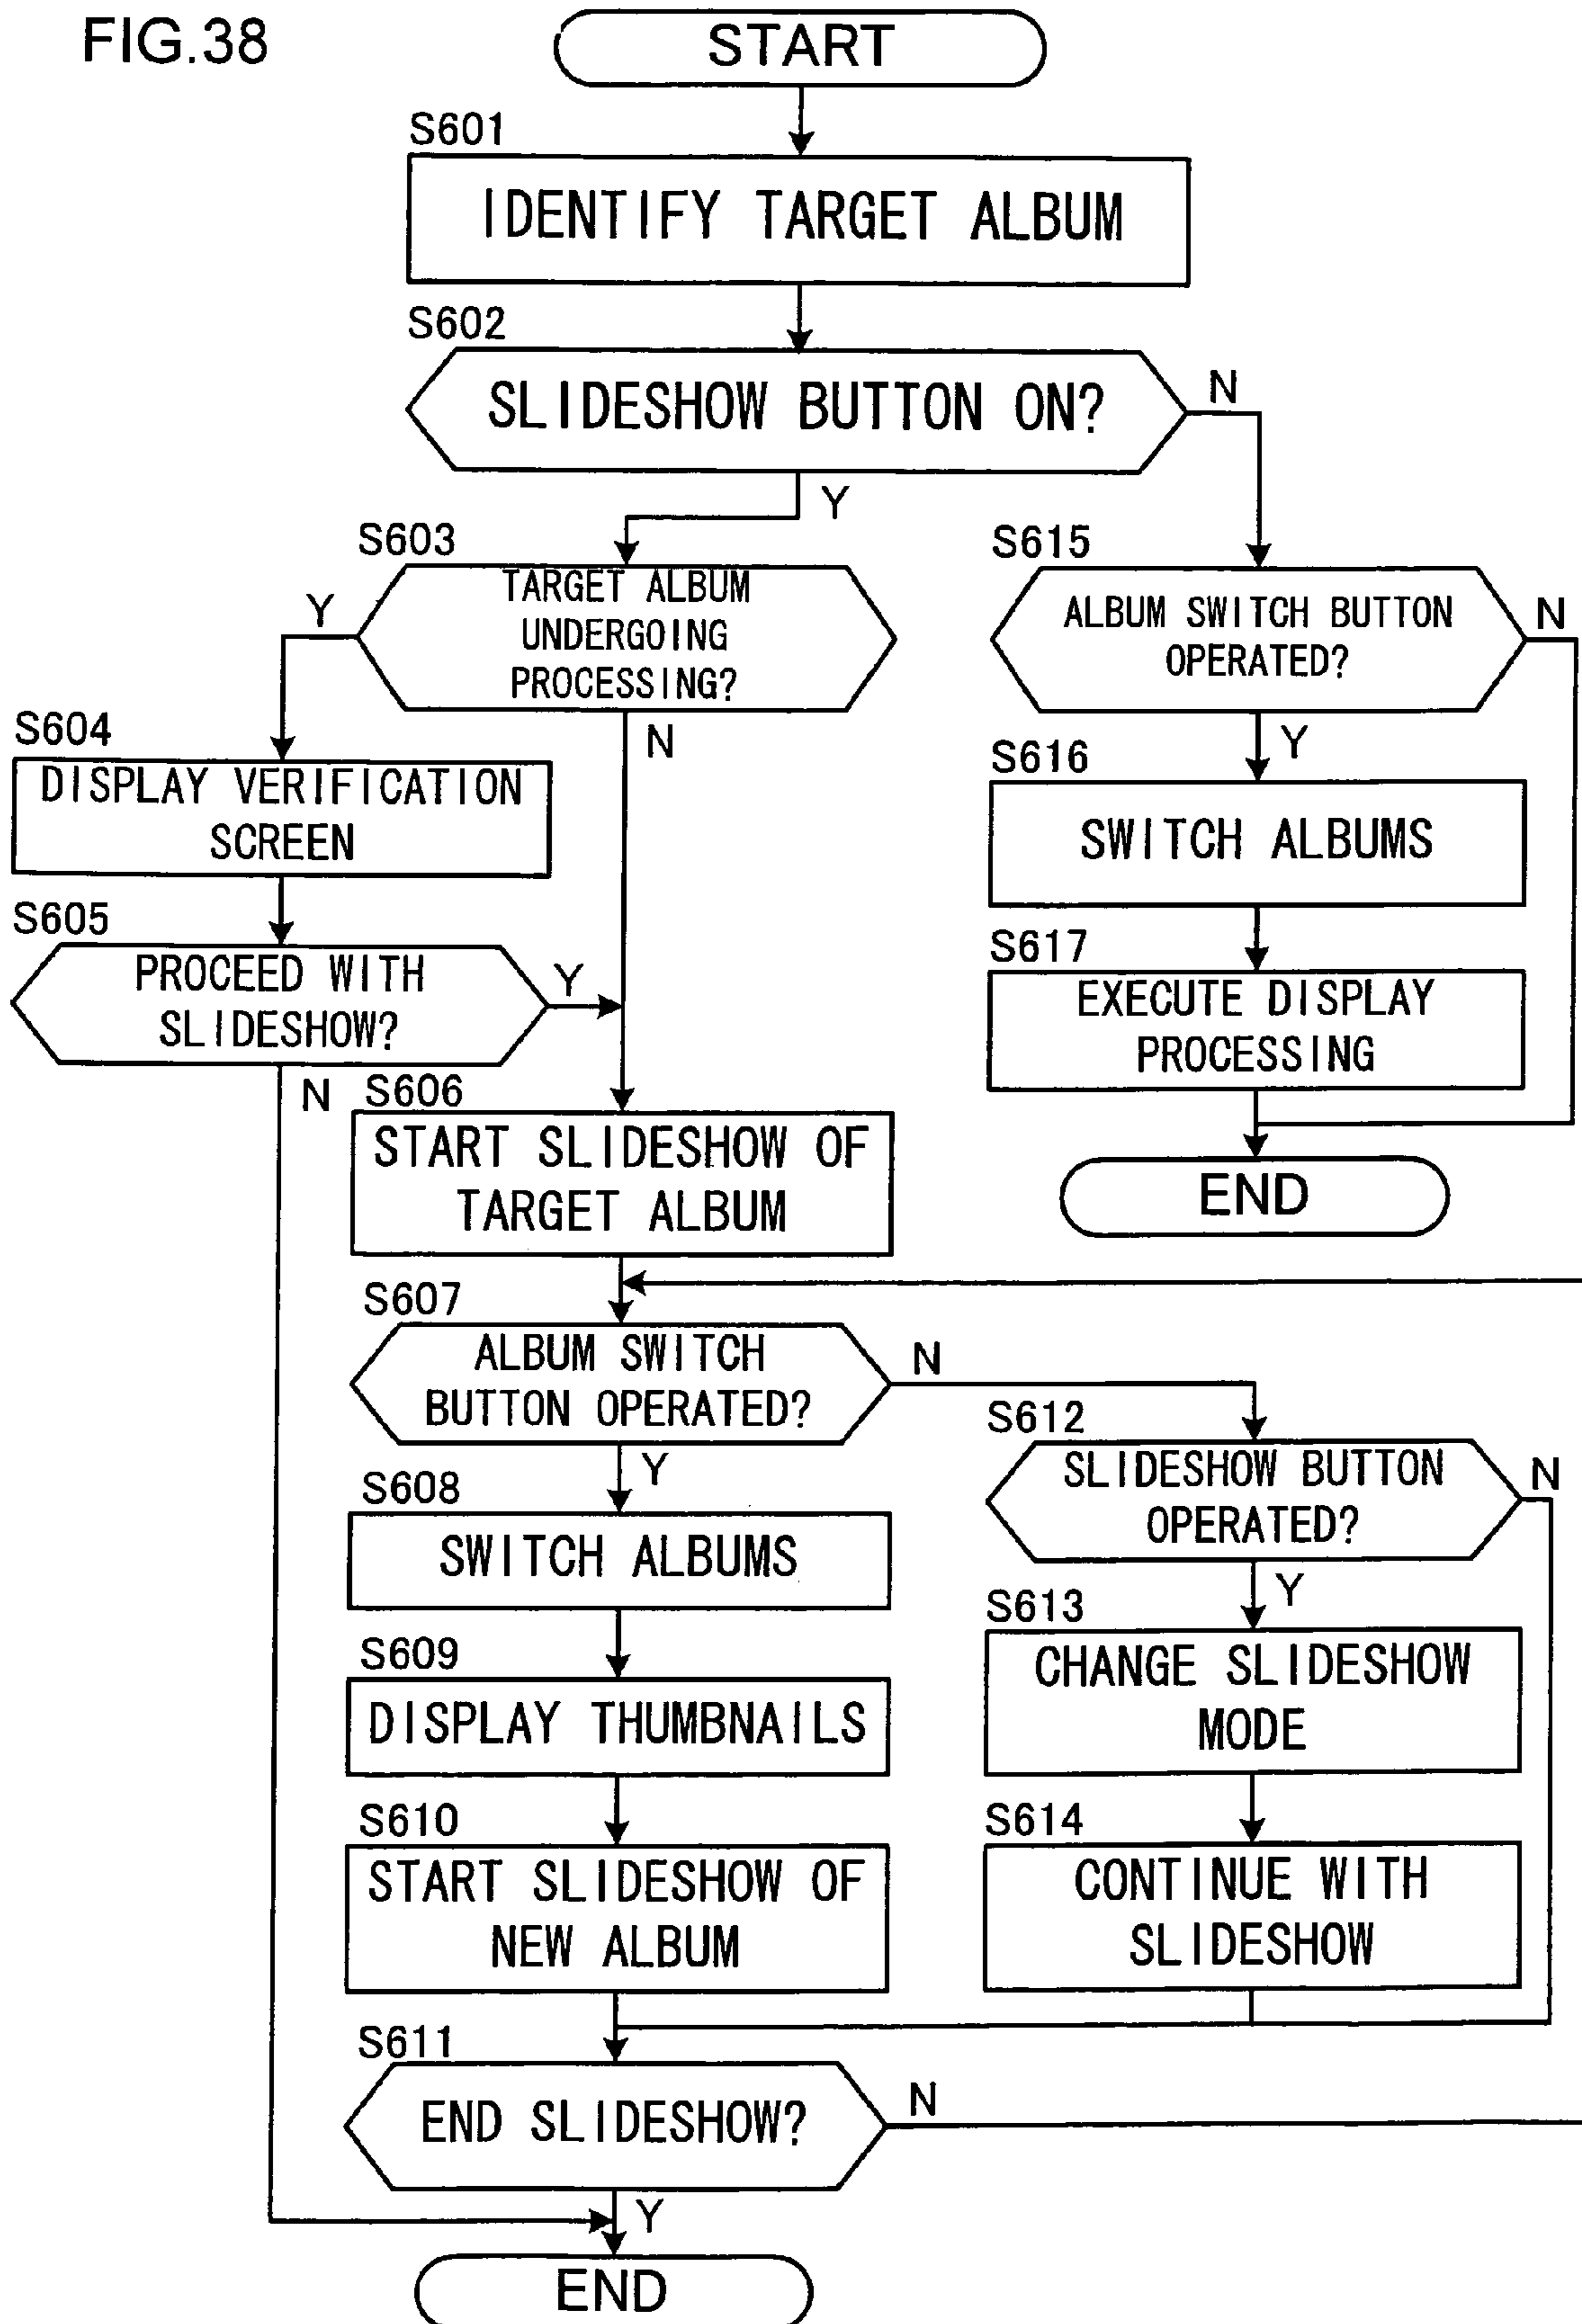 FIG.38
START
S601
IDENTIFY TARGET ALBUM
S602
SLIDESHOW BUTTON ON?
N
Y
S603
TARGET ALBUM
UNDERGOING
PROCESSING?
Y
N
S615
ALBUM SWITCH BUTTON
OPERATED?
N
Y
S604
DISPLAY VERIFICATION
SCREEN
S616
SWITCH ALBUMS
S605
PROCEED WITH
SLIDESHOW?
Y
N
S617
EXECUTE DISPLAY
PROCESSING
S606
START SLIDESHOW OF
TARGET ALBUM
END
S607
ALBUM SWITCH
BUTTON OPERATED?
N
Y
S612
SLIDESHOW BUTTON
OPERATED?
N
Y
S608
SWITCH ALBUMS
S613
CHANGE SLIDESHOW
MODE
S609
DISPLAY THUMBNAILS
S614
CONTINUE WITH
SLIDESHOW
S610
START SLIDESHOW OF
NEW ALBUM
S611
END SLIDESHOW?
N
Y
END